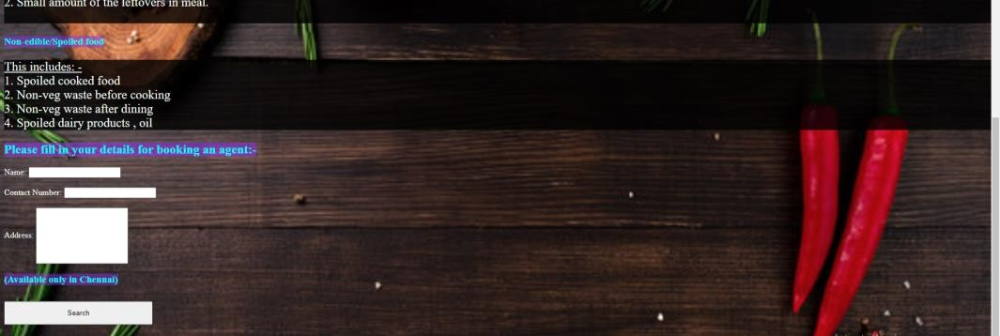 2. Small amount of the leftovers in meal.
Non-edible/Spoiled food
This includes: -
1. Spoiled cooked food
2. Non-veg waste before cooking
3. Non-veg waste after dining
4. Spoiled dairy products , oil
Please fill in your details for booking an agent:-
Name:
Contact Number:
Address:
(Available only in Chennai)
Search